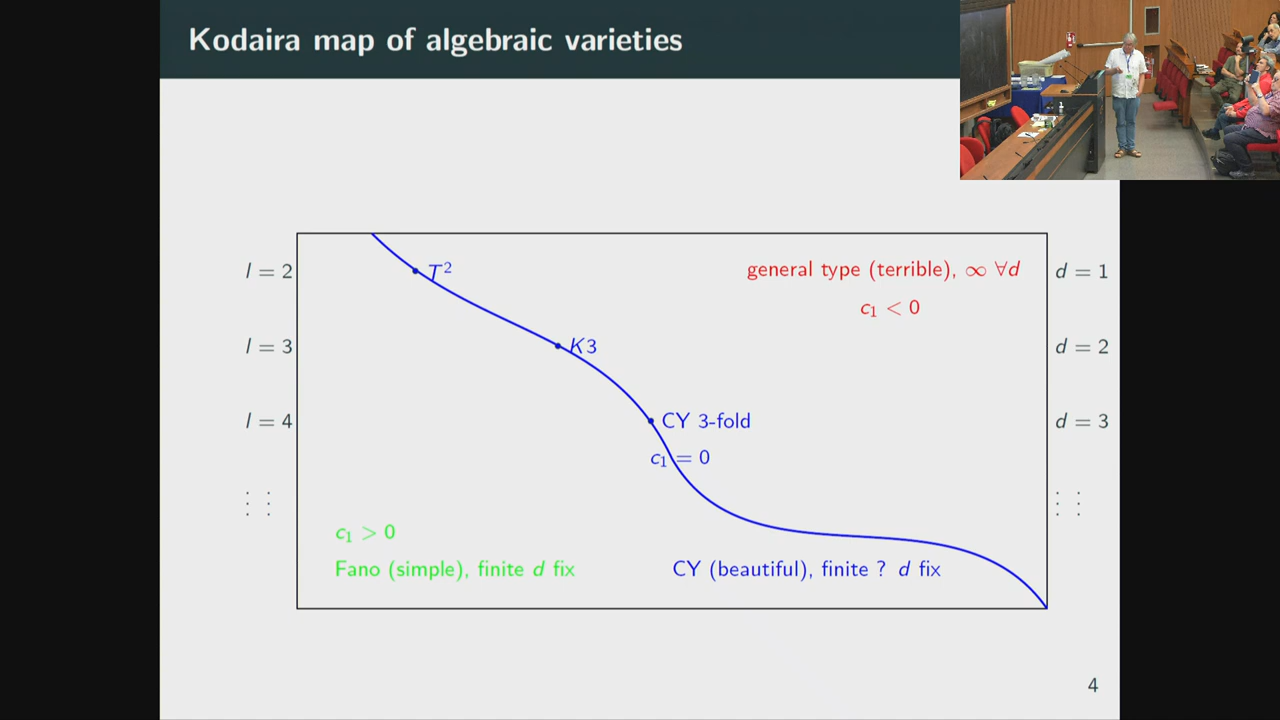 Kodaira map of algebraic varieties
l = 2
T²
general type (terrible), ∞ ∀d
d = 1
c₁ < 0
l = 3
K3
d = 2
l = 4
CY 3-fold
d = 3
c₁ = 0
⋮ ⋮
⋮ ⋮
c₁ > 0
Fano (simple), finite d fix
CY (beautiful), finite ? d fix
4